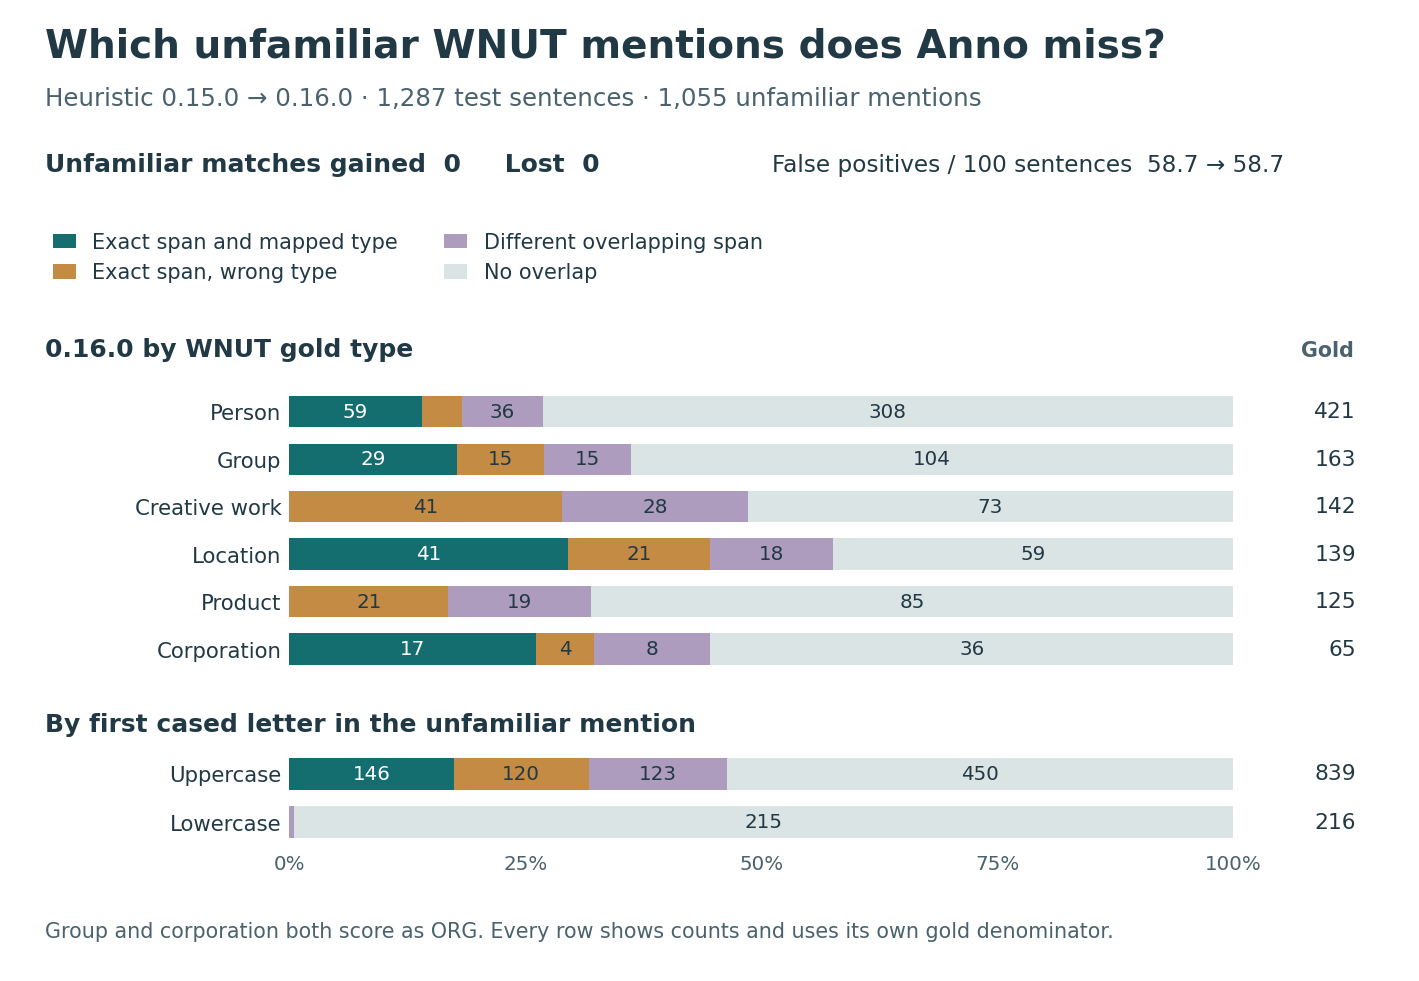 Which unfamiliar WNUT mentions does Anno miss?
Heuristic 0.15.0 → 0.16.0 · 1,287 test sentences · 1,055 unfamiliar mentions
Unfamiliar matches gained 0 Lost 0 False positives / 100 sentences 58.7 → 58.7
Exact span and mapped type Different overlapping span
Exact span, wrong type No overlap
0.16.0 by WNUT gold type Gold
Person 59 36 308 421
Group 29 15 15 104 163
Creative work 41 28 73 142
Location 41 21 18 59 139
Product 21 19 85 125
Corporation 17 4 8 36 65
By first cased letter in the unfamiliar mention
Uppercase 146 120 123 450 839
Lowercase 215 216
0% 25% 50% 75% 100%
Group and corporation both score as ORG. Every row shows counts and uses its own gold denominator.